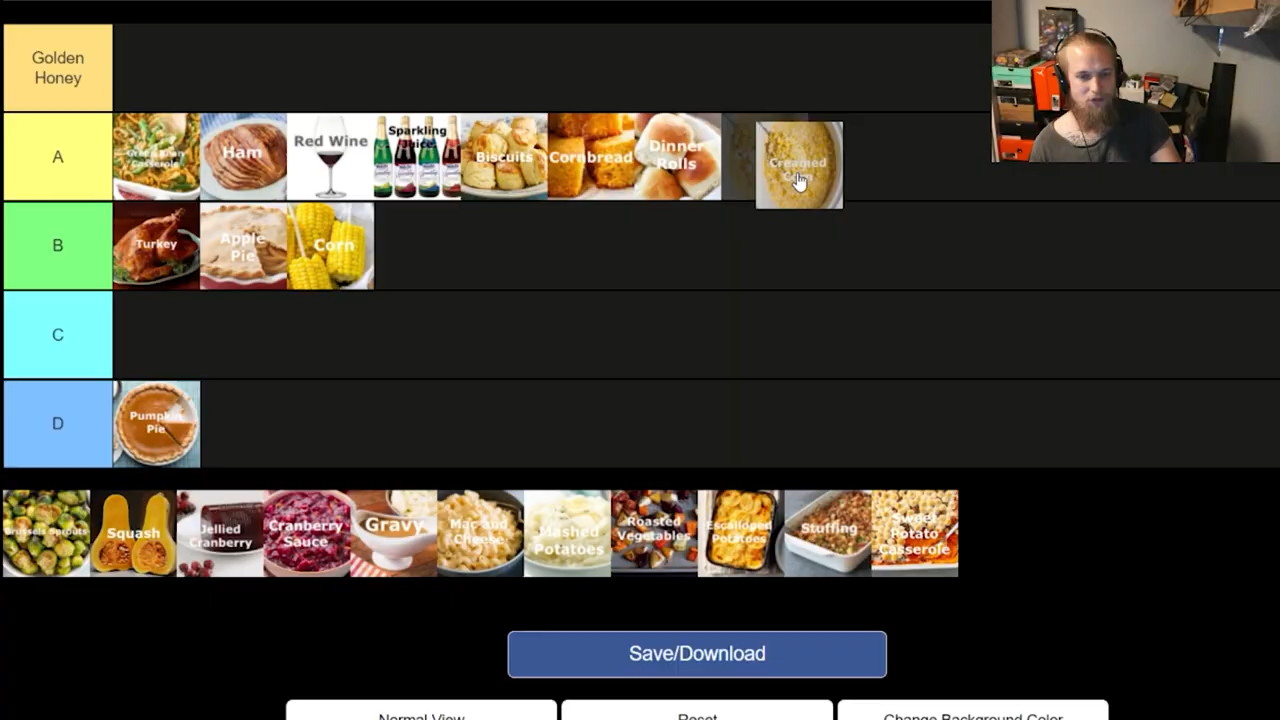 Golden
Honey
A
Green Bean
Casserole
Ham
Red Wine
Sparkling
Juice
Biscuits
Cornbread
Dinner
Rolls
Creamed
B
Turkey
Apple
Pie
Corn
C
D
Pumpkin
Pie
Brussels Sprouts
Squash
Jellied
Cranberry
Cranberry
Sauce
Gravy
Mac and
Cheese
Mashed
Potatoes
Roasted
Vegetables
Escalloped
Potatoes
Stuffing
Sweet
Potato
Casserole
Save/Download
Normal View
Reset
Change Background Color